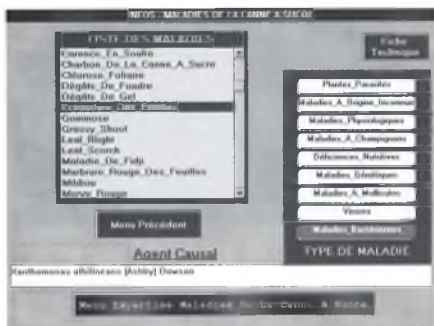 INFOS - MALADIES DE LA CANNE A SUCRE
LISTE DES MALADIES
Carence_En_Soufre
Charbon_De_La_Canne_A_Sucre
Chlorose_Foliaire
Dégâts_De_Foudre
Dégâts_De_Gel
Des_Feuilles
Gommose
Grassy_Shoot
Leaf_Blight
Leaf_Scorch
Maladie_De_Fidji
Marbrure_Rouge_Des_Feuilles
Mildiou
Morve_Rouge
Fiche
Technique
Plantes_Parasites
Maladies_A_Origine_Inconnue
Maladies_Physiologiques
Maladies_A_Champignons
Déficiences_Nutritives
Maladies_Génétiques
Maladies_A_Mollicutes
Viroses
Maladies_Bactériennes
TYPE DE MALADIE
Menu Précédent
Agent Causal
Xanthomonas albilineans (Ashby) Dowson
Menu Expertise Maladies De La Canne A Sucre.